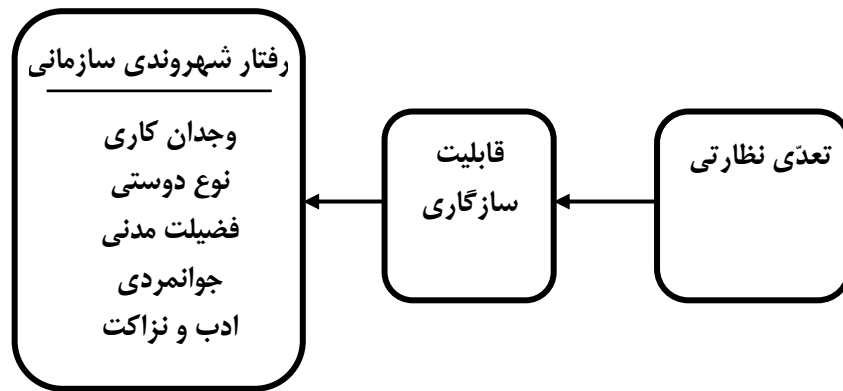 رفتار شهروندی سازمانی
وجدان کاری
نوع دوستی
فضیلت مدنی
جوانمردی
ادب و نزاکت
قابلیت
سازگاری
تعدّی نظارتی